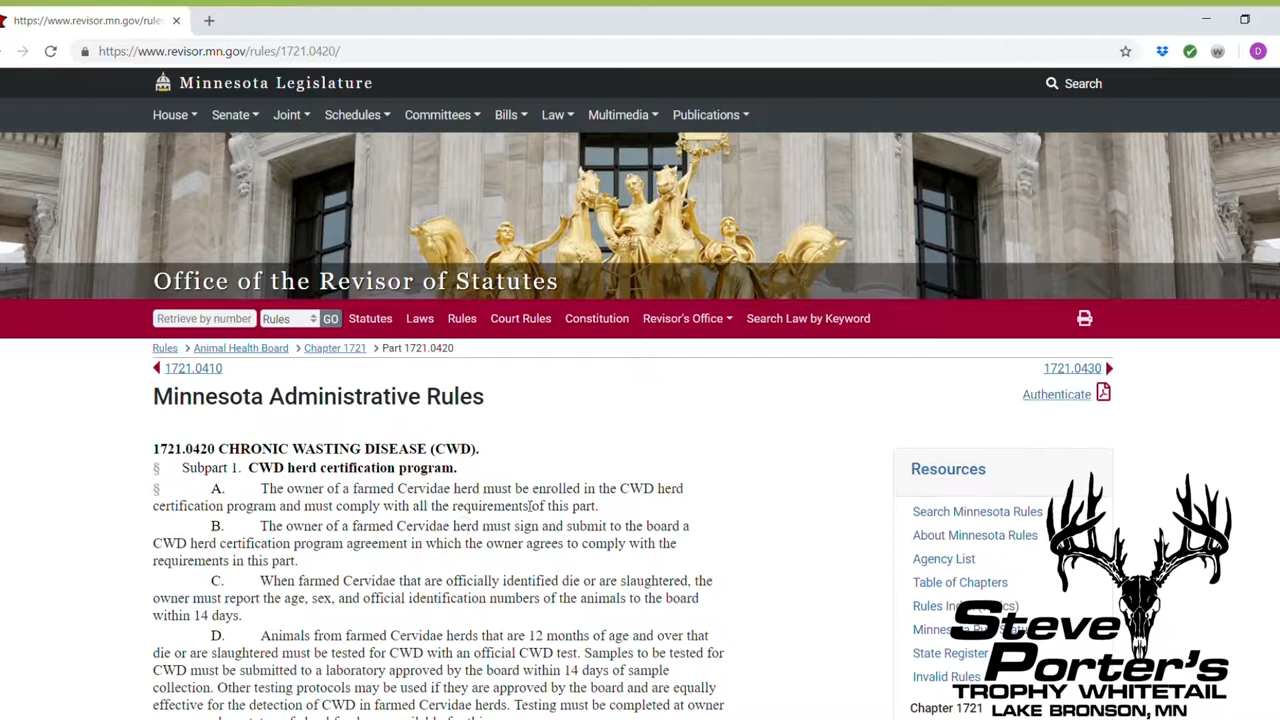 https://www.revisor.mn.gov/rule
https://www.revisor.mn.gov/rules/1721.0420/
D
Minnesota Legislature
Search
House Senate Joint Schedules Committees Bills Law Multimedia Publications
Office of the Revisor of Statutes
Retrieve by number Rules GO Statutes Laws Rules Court Rules Constitution Revisor's Office Search Law by Keyword
Rules > Animal Health Board > Chapter 1721 > Part 1721.0420
1721.0410
1721.0430
Minnesota Administrative Rules
Authenticate
1721.0420 CHRONIC WASTING DISEASE (CWD).
§ Subpart 1. CWD herd certification program.
§ A. The owner of a farmed Cervidae herd must be enrolled in the CWD herd
certification program and must comply with all the requirements of this part.
B. The owner of a farmed Cervidae herd must sign and submit to the board a
CWD herd certification program agreement in which the owner agrees to comply with the
requirements in this part.
C. When farmed Cervidae that are officially identified die or are slaughtered, the
owner must report the age, sex, and official identification numbers of the animals to the board
within 14 days.
D. Animals from farmed Cervidae herds that are 12 months of age and over that
die or are slaughtered must be tested for CWD with an official CWD test. Samples to be tested for
CWD must be submitted to a laboratory approved by the board within 14 days of sample
collection. Other testing protocols may be used if they are approved by the board and are equally
effective for the detection of CWD in farmed Cervidae herds. Testing must be completed at owner
Resources
Search Minnesota Rules
About Minnesota Rules
Agency List
Table of Chapters
Rules
State Register
Invalid Rules
Chapter 1721
Steve
Porter's
TROPHY WHITETAIL
LAKE BRONSON, MN